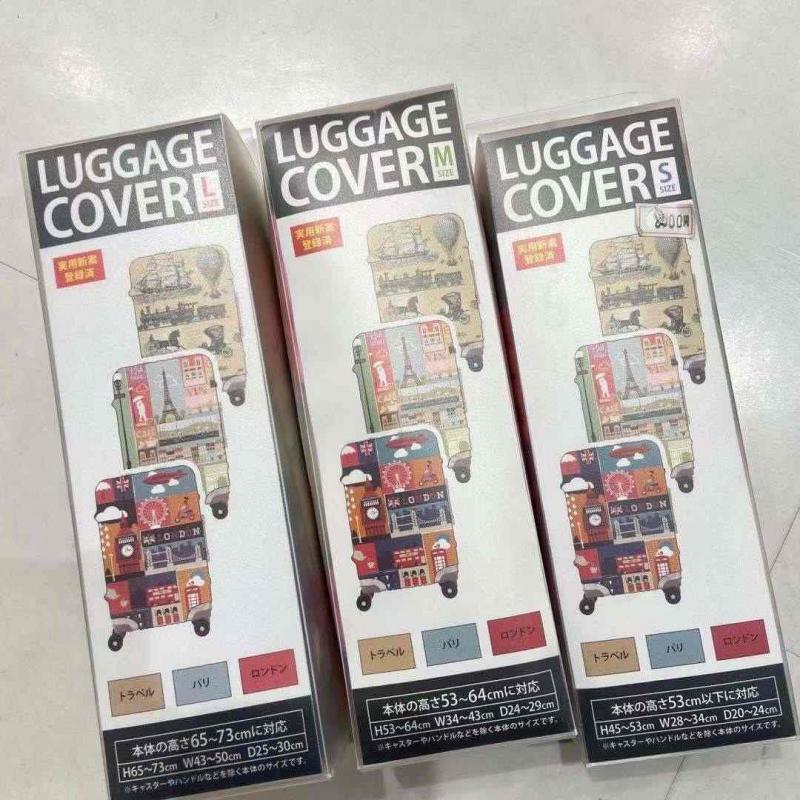 LUGGAGE
COVER L
SIZE
実用新案
登録済
LONDON
トラベル
パリ
ロンドン
本体の高さ65~73cmに対応
H65~73cm W43~50cm D25~30cm
※キャスターやハンドルなどを除く本体のサイズです。
LUGGAGE
COVER M
SIZE
実用新案
登録済
LONDON
トラベル
パリ
ロンドン
本体の高さ53~64cmに対応
H53~64cm W34~43cm D24~29cm
※キャスターやハンドルなどを除く本体のサイズです。
LUGGAGE
COVER S
SIZE
実用新案
登録済
LONDON
トラベル
パリ
ロンドン
本体の高さ53cm以下に対応
H45~53cm W28~34cm D20~24cm
※キャスターやハンドルなどを除く本体のサイズです。